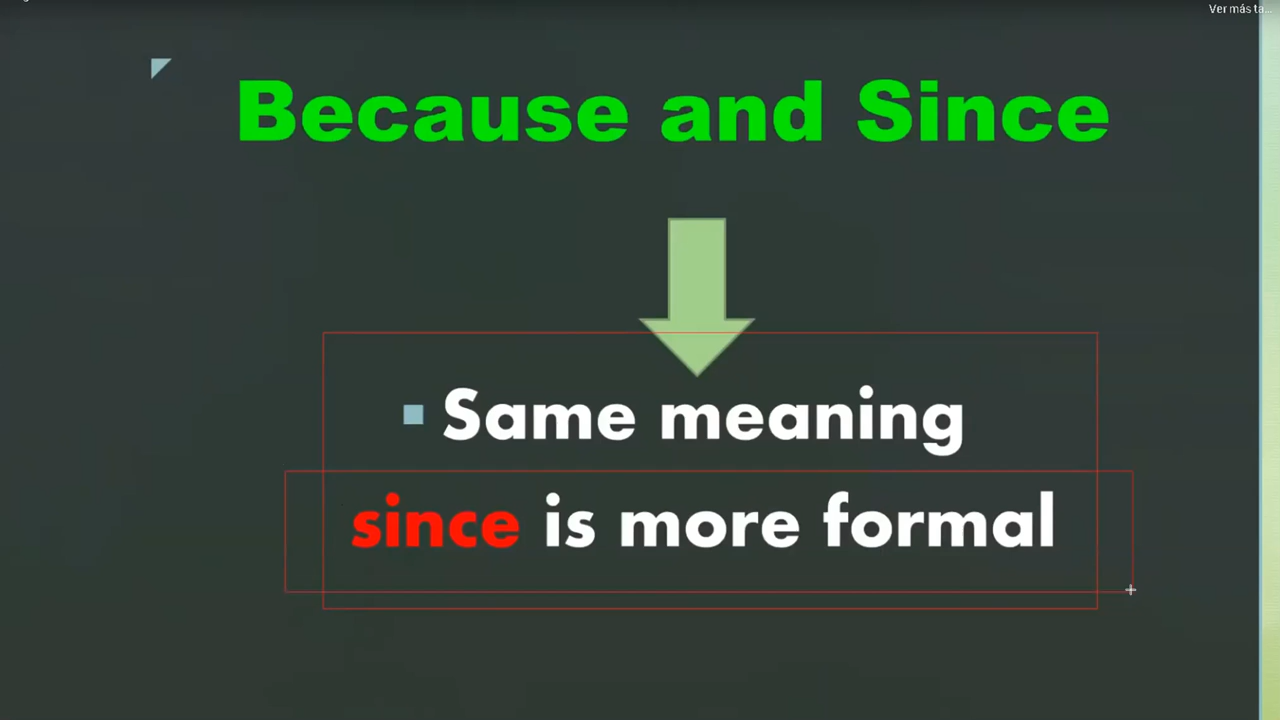 Ver más ta...
Because and Since
Same meaning
since is more formal